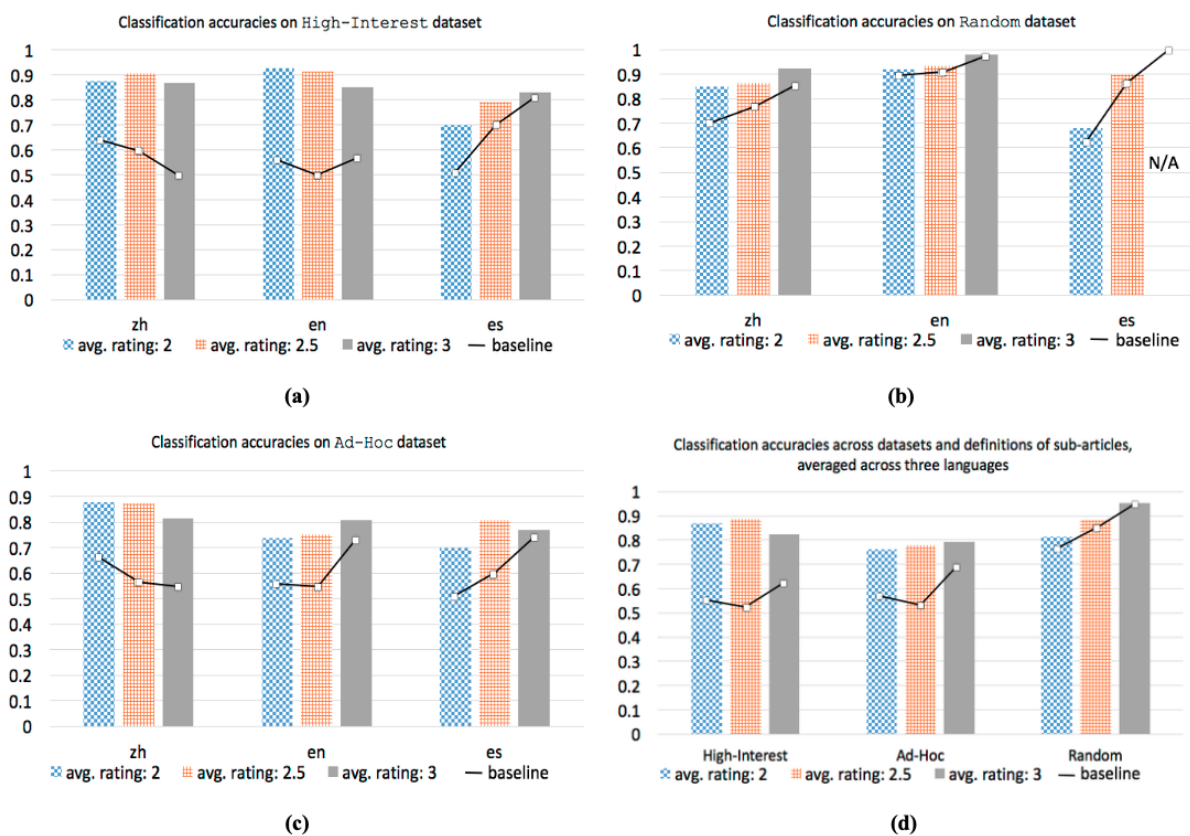 Classification accuracies on High-Interest dataset
1
0.9
0.8
0.7
0.6
0.5
0.4
0.3
0.2
0.1
0
zh en es
avg. rating: 2 avg. rating: 2.5 avg. rating: 3 baseline
(a)
Classification accuracies on Random dataset
1
0.9
0.8
0.7
0.6
0.5
0.4
0.3
0.2
0.1
0
N/A
zh en es
avg. rating: 2 avg. rating: 2.5 avg. rating: 3 baseline
(b)
Classification accuracies on Ad-Hoc dataset
1
0.9
0.8
0.7
0.6
0.5
0.4
0.3
0.2
0.1
0
zh en es
avg. rating: 2 avg. rating: 2.5 avg. rating: 3 baseline
(c)
Classification accuracies across datasets and definitions of sub-articles,
averaged across three languages
1
0.9
0.8
0.7
0.6
0.5
0.4
0.3
0.2
0.1
0
High-Interest Ad-Hoc Random
avg. rating: 2 avg. rating: 2.5 avg. rating: 3 baseline
(d)